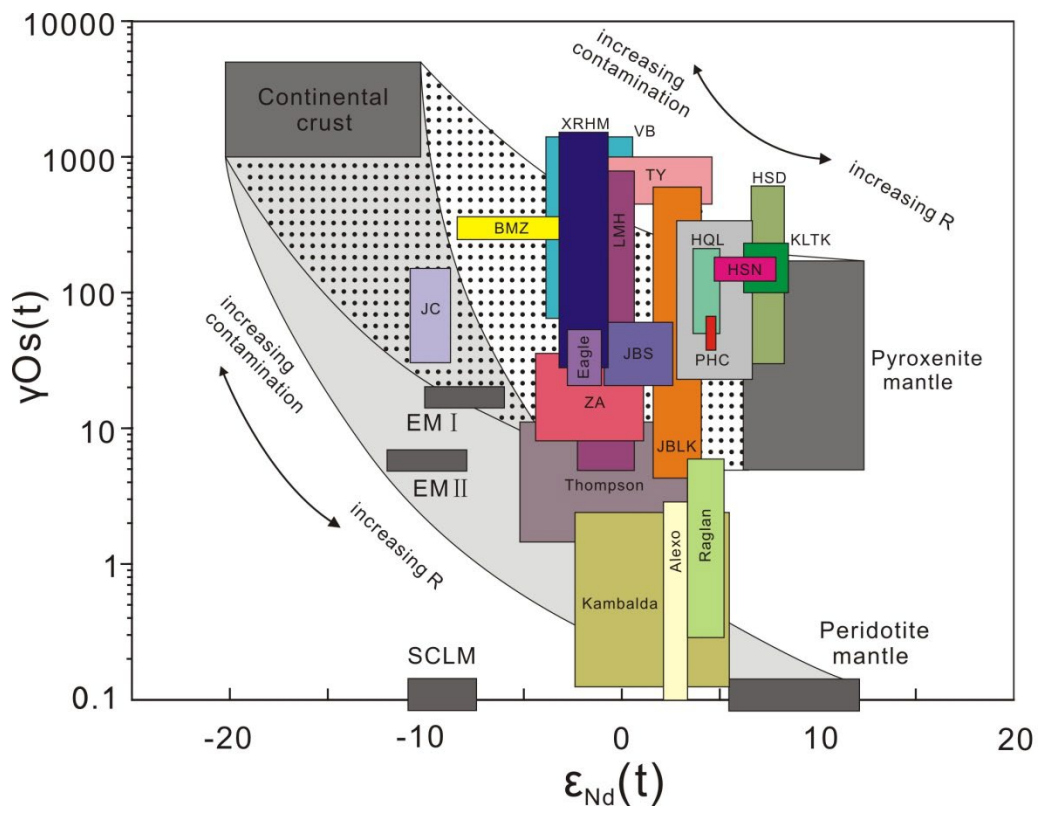 10000
1000
100
10
1
0.1
γOs(t)
Continental
crust
increasing
contamination
increasing R
XRHM
VB
TY
HSD
BMZ
LMH
HQL
KLTK
HSN
JC
PHC
Eagle
JBS
Pyroxenite
mantle
increasing
contamination
ZA
EM I
JBLK
EM II
Thompson
increasing R
Alexo
Raglan
Kambalda
Peridotite
mantle
SCLM
-20
-10
0
10
20
εNd(t)